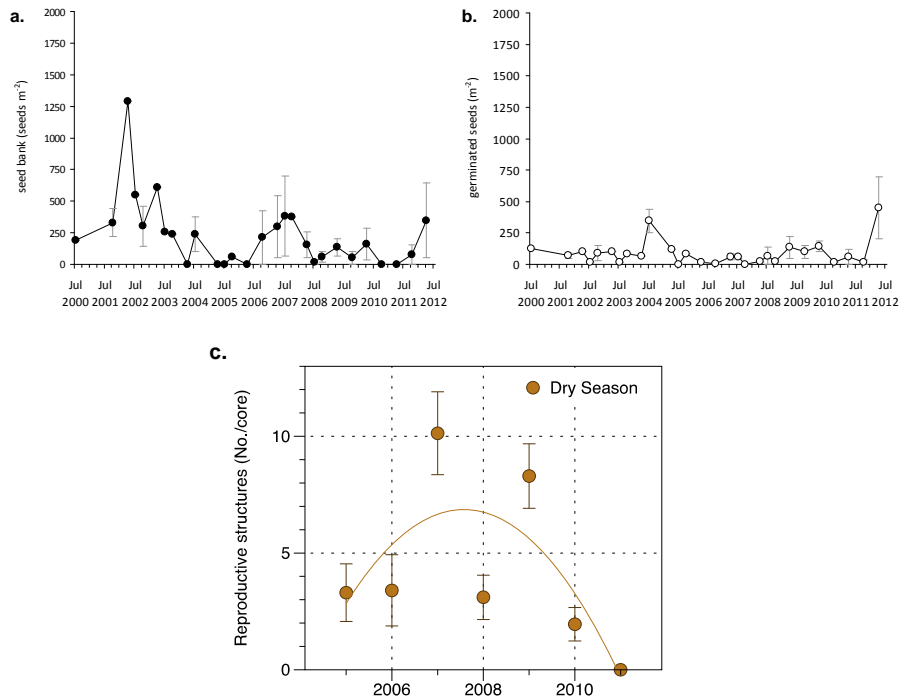 a.
seed bank (seeds m⁻²)
2000
1750
1500
1250
1000
750
500
250
0
Jul Jul Jul Jul Jul Jul Jul Jul Jul Jul Jul Jul Jul
2000 2001 2002 2003 2004 2005 2006 2007 2008 2009 2010 2011 2012
b.
germinated seeds (m⁻²)
2000
1750
1500
1250
1000
750
500
250
0
Jul Jul Jul Jul Jul Jul Jul Jul Jul Jul Jul Jul Jul
2000 2001 2002 2003 2004 2005 2006 2007 2008 2009 2010 2011 2012
c.
Reproductive structures (No./core)
Dry Season
10
5
0
2006 2008 2010